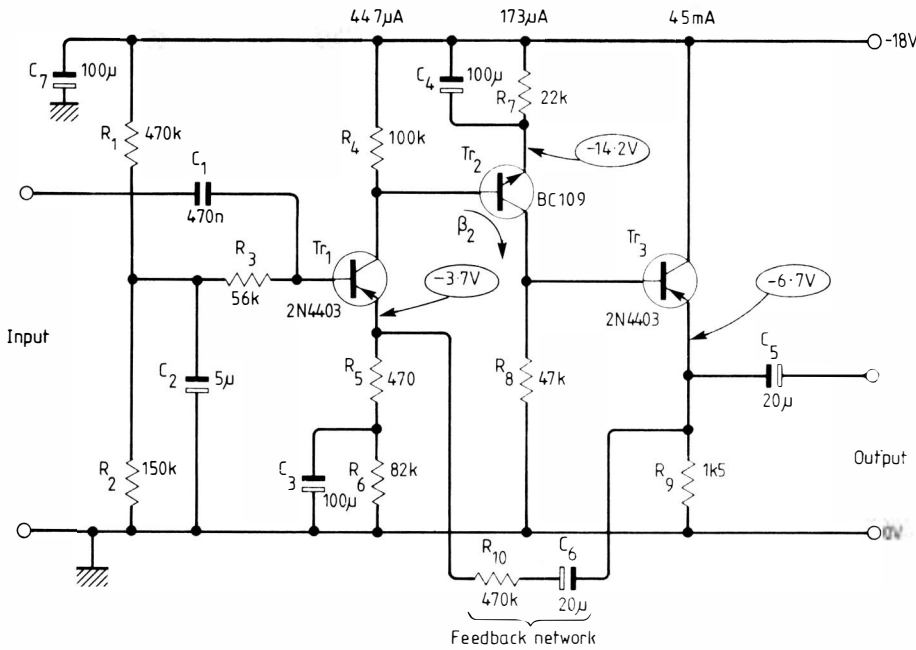 447μA 173μA 45mA
-18V
C7 100μ
C4 100μ
R7 22k
R1 470k
R4 100k
C1
470n
Tr2
-14·2V
BC109
β2
R3
56k
Tr1
-3·7V
2N4403
Tr3
-6·7V
2N4403
Input
C2 5μ
R5 470
R8 47k
C5
20μ
R2 150k
C3
100μ
R6 82k
R9 1k5
Output
R10
470k
C6
20μ
Feedback network